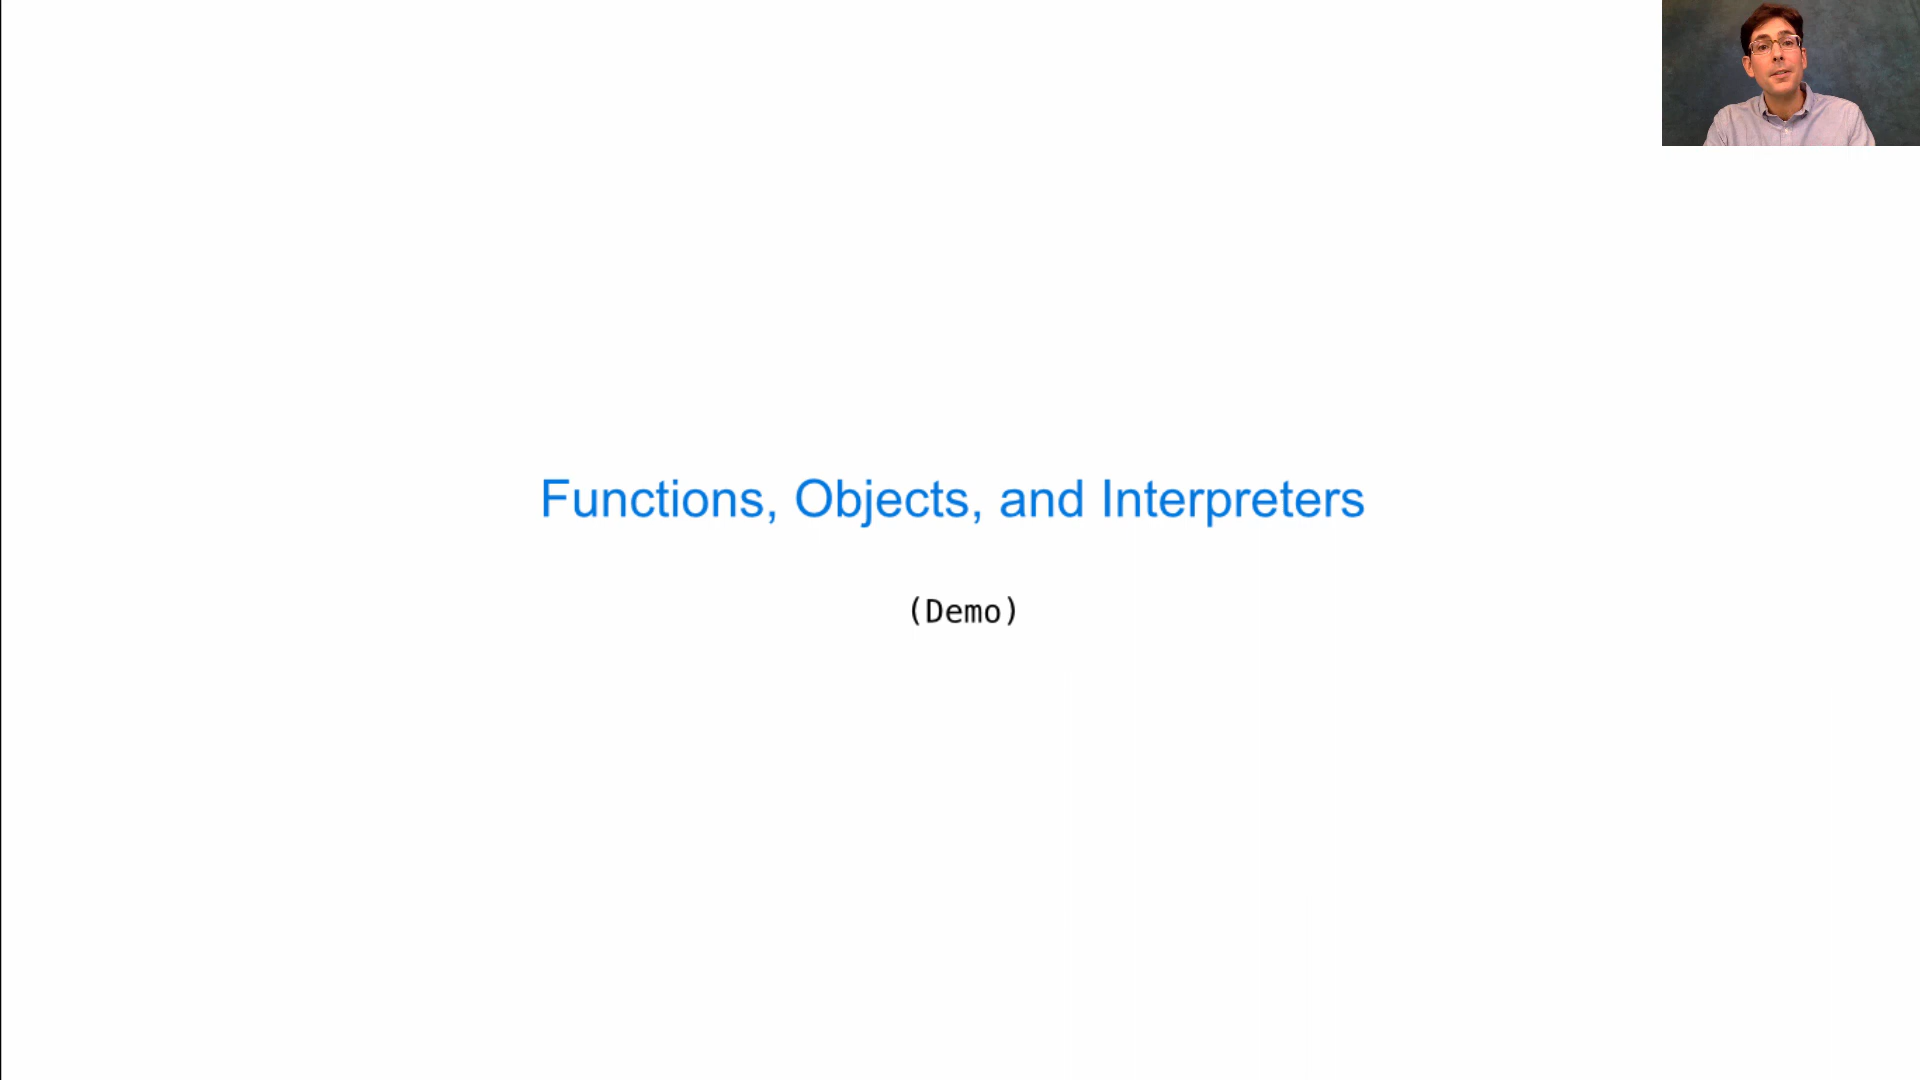 Functions, Objects, and Interpreters
(Demo)